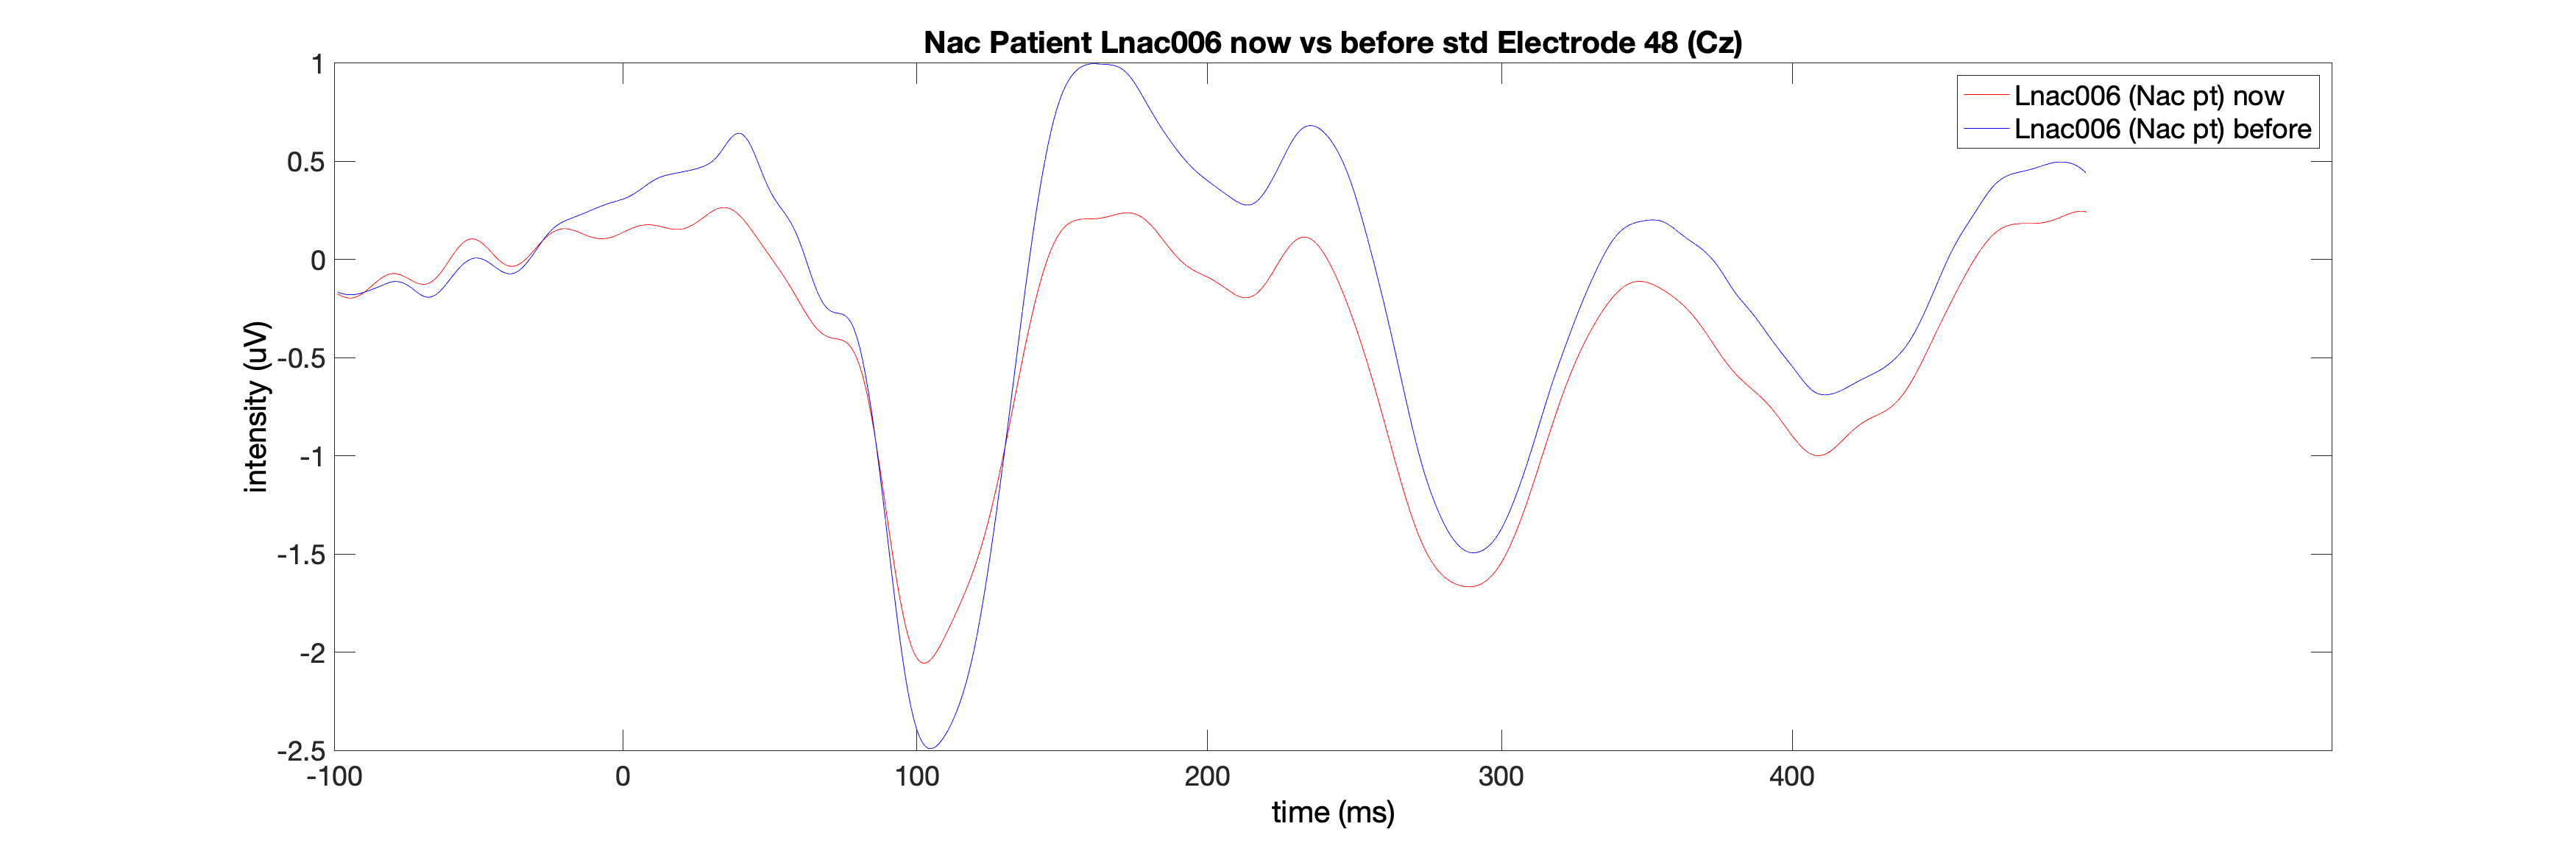 Nac Patient Lnac006 now vs before std Electrode 48 (Cz)
Lnac006 (Nac pt) now
Lnac006 (Nac pt) before
1
0.5
0
-0.5
-1
-1.5
-2
-2.5
intensity (uV)
-100 0 100 200 300 400
time (ms)